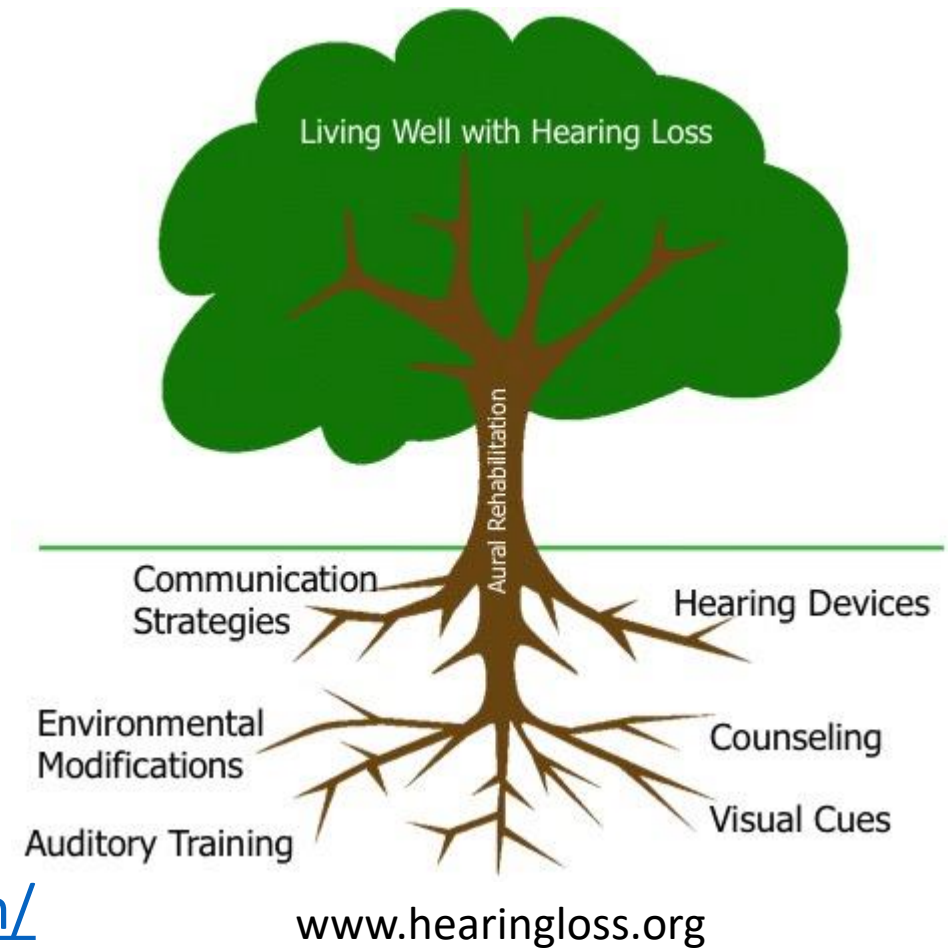 Living Well with Hearing Loss
Aural Rehabilitation
Communication
Strategies
Hearing Devices
Environmental
Modifications
Counseling
Auditory Training
Visual Cues
n/
www.hearingloss.org